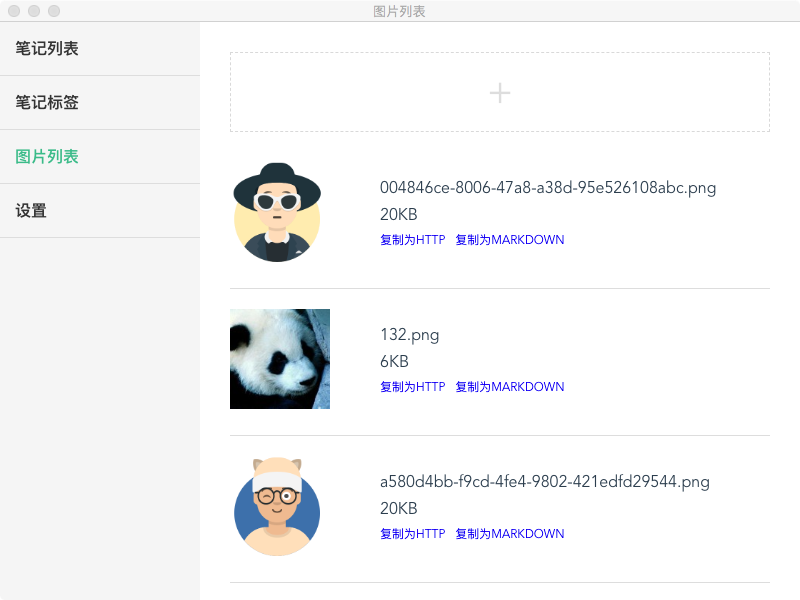 图片列表
笔记列表
笔记标签
图片列表
设置
004846ce-8006-47a8-a38d-95e526108abc.png
20KB
复制为HTTP 复制为MARKDOWN
132.png
6KB
复制为HTTP 复制为MARKDOWN
a580d4bb-f9cd-4fe4-9802-421edfd29544.png
20KB
复制为HTTP 复制为MARKDOWN